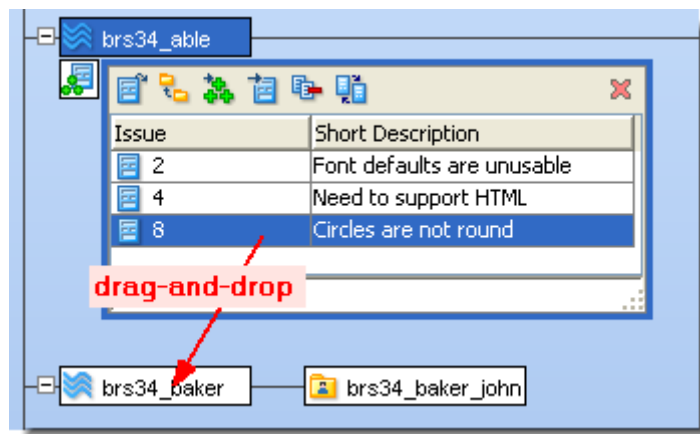 brs34_able
Issue Short Description
2 Font defaults are unusable
4 Need to support HTML
8 Circles are not round
drag-and-drop
brs34_baker brs34_baker_john